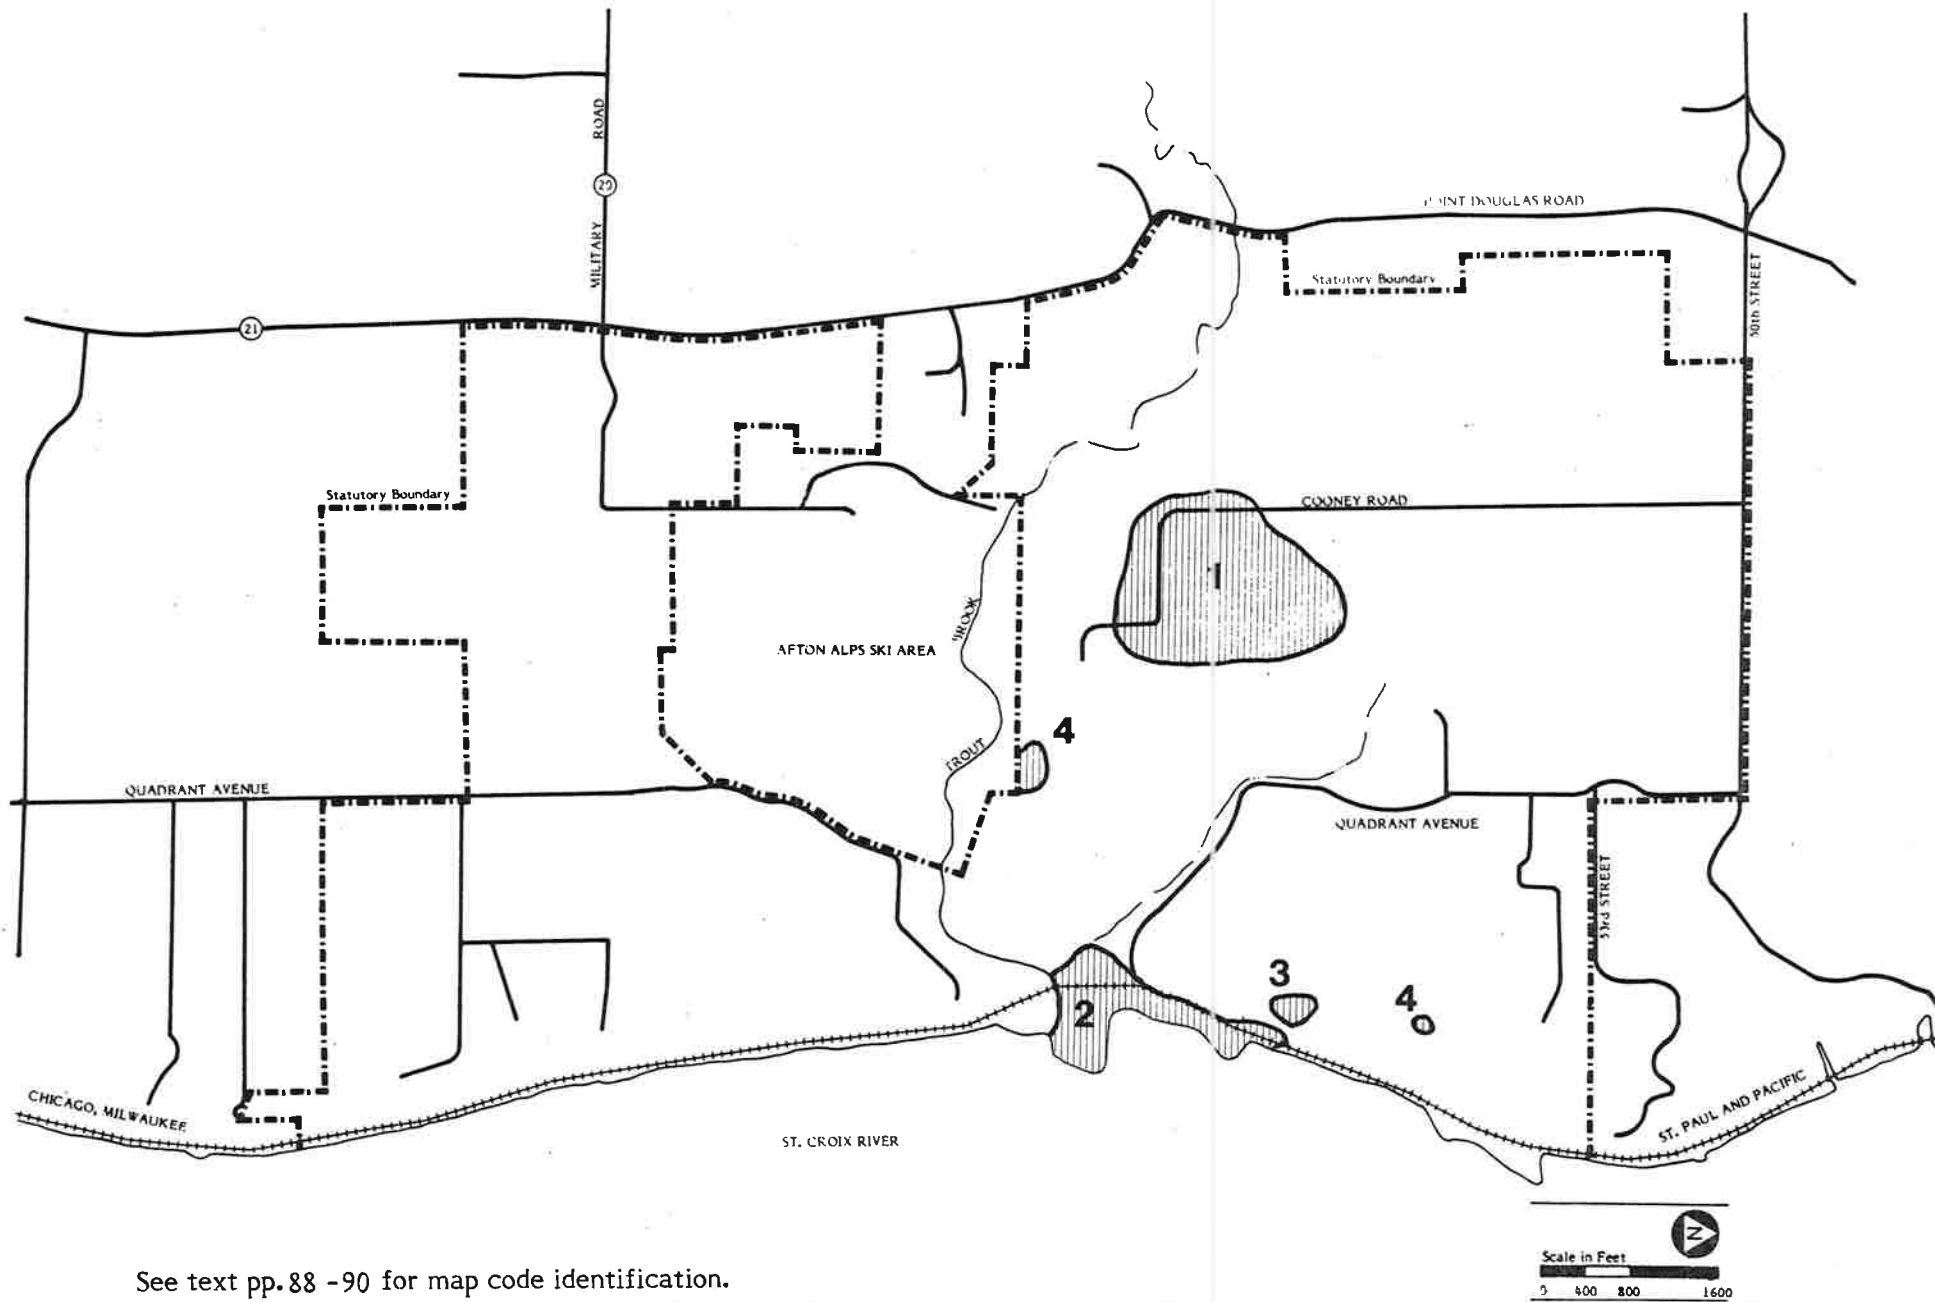 ROAD
20
MILITARY
POINT DOUGLAS ROAD
Statutory Boundary
50th STREET
21
Statutory Boundary
COONEY ROAD
1
BROOK
AFTON ALPS SKI AREA
4
TROUT
QUADRANT AVENUE
QUADRANT AVENUE
53rd STREET
3
4
2
CHICAGO, MILWAUKEE
ST. PAUL AND PACIFIC
ST. CROIX RIVER
N
Scale in Feet
0 400 800 1600
See text pp. 88 -90 for map code identification.